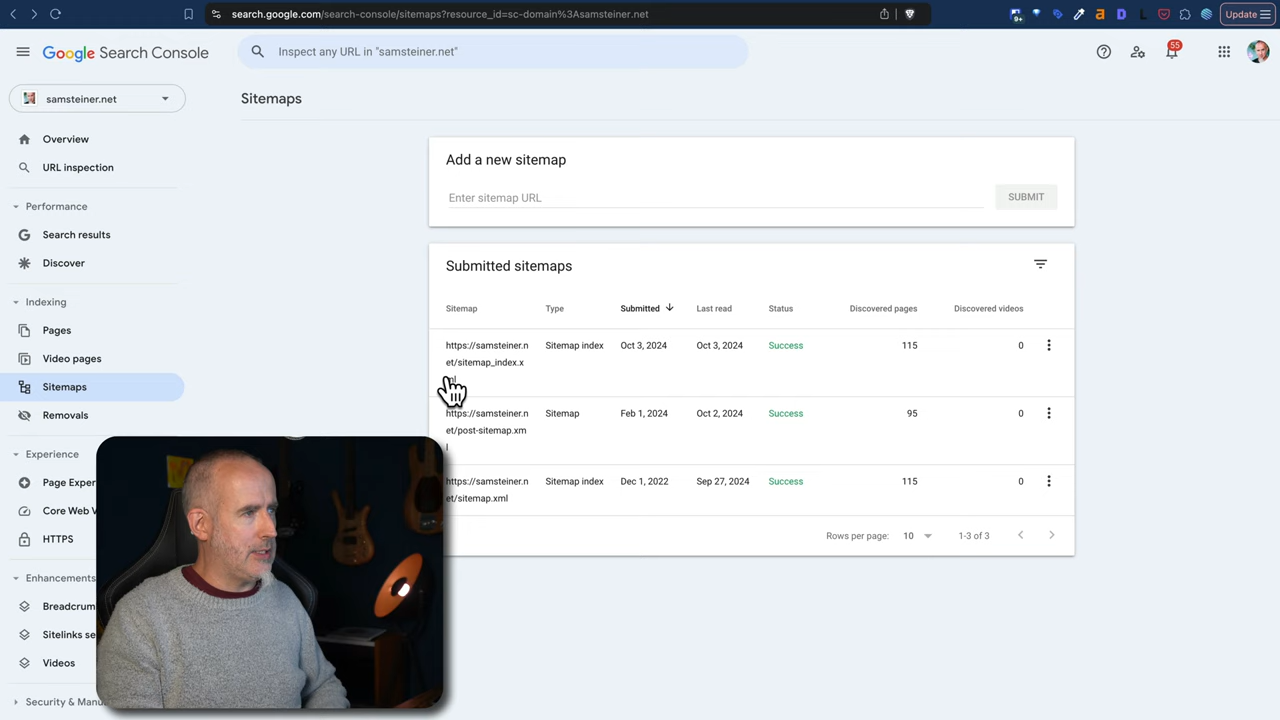 search.google.com/search-console/sitemaps?resource_id=sc-domain%3Asamsteiner.net
Update
Google Search Console
Inspect any URL in "samsteiner.net"
55
samsteiner.net
Sitemaps
Overview
URL inspection
Performance
Search results
Discover
Indexing
Pages
Video pages
Sitemaps
Removals
Experience
Page Exper
Core Web V
HTTPS
Enhancements
Breadcrum
Sitelinks se
Videos
Security & Manu
Add a new sitemap
Enter sitemap URL
SUBMIT
Submitted sitemaps
Sitemap Type Submitted Last read Status Discovered pages Discovered videos
https://samsteiner.n Sitemap index Oct 3, 2024 Oct 3, 2024 Success 115 0
et/sitemap_index.x
ml
https://samsteiner.n Sitemap Feb 1, 2024 Oct 2, 2024 Success 95 0
et/post-sitemap.xm
l
https://samsteiner.n Sitemap index Dec 1, 2022 Sep 27, 2024 Success 115 0
et/sitemap.xml
Rows per page: 10 1-3 of 3